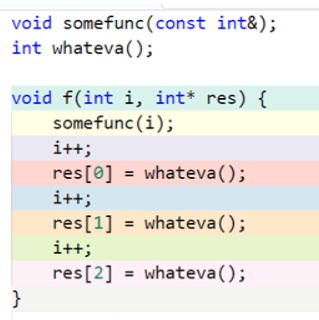 void somefunc(const int&);
int whateva();
void f(int i, int* res) {
somefunc(i);
i++;
res[0] = whateva();
i++;
res[1] = whateva();
i++;
res[2] = whateva();
}